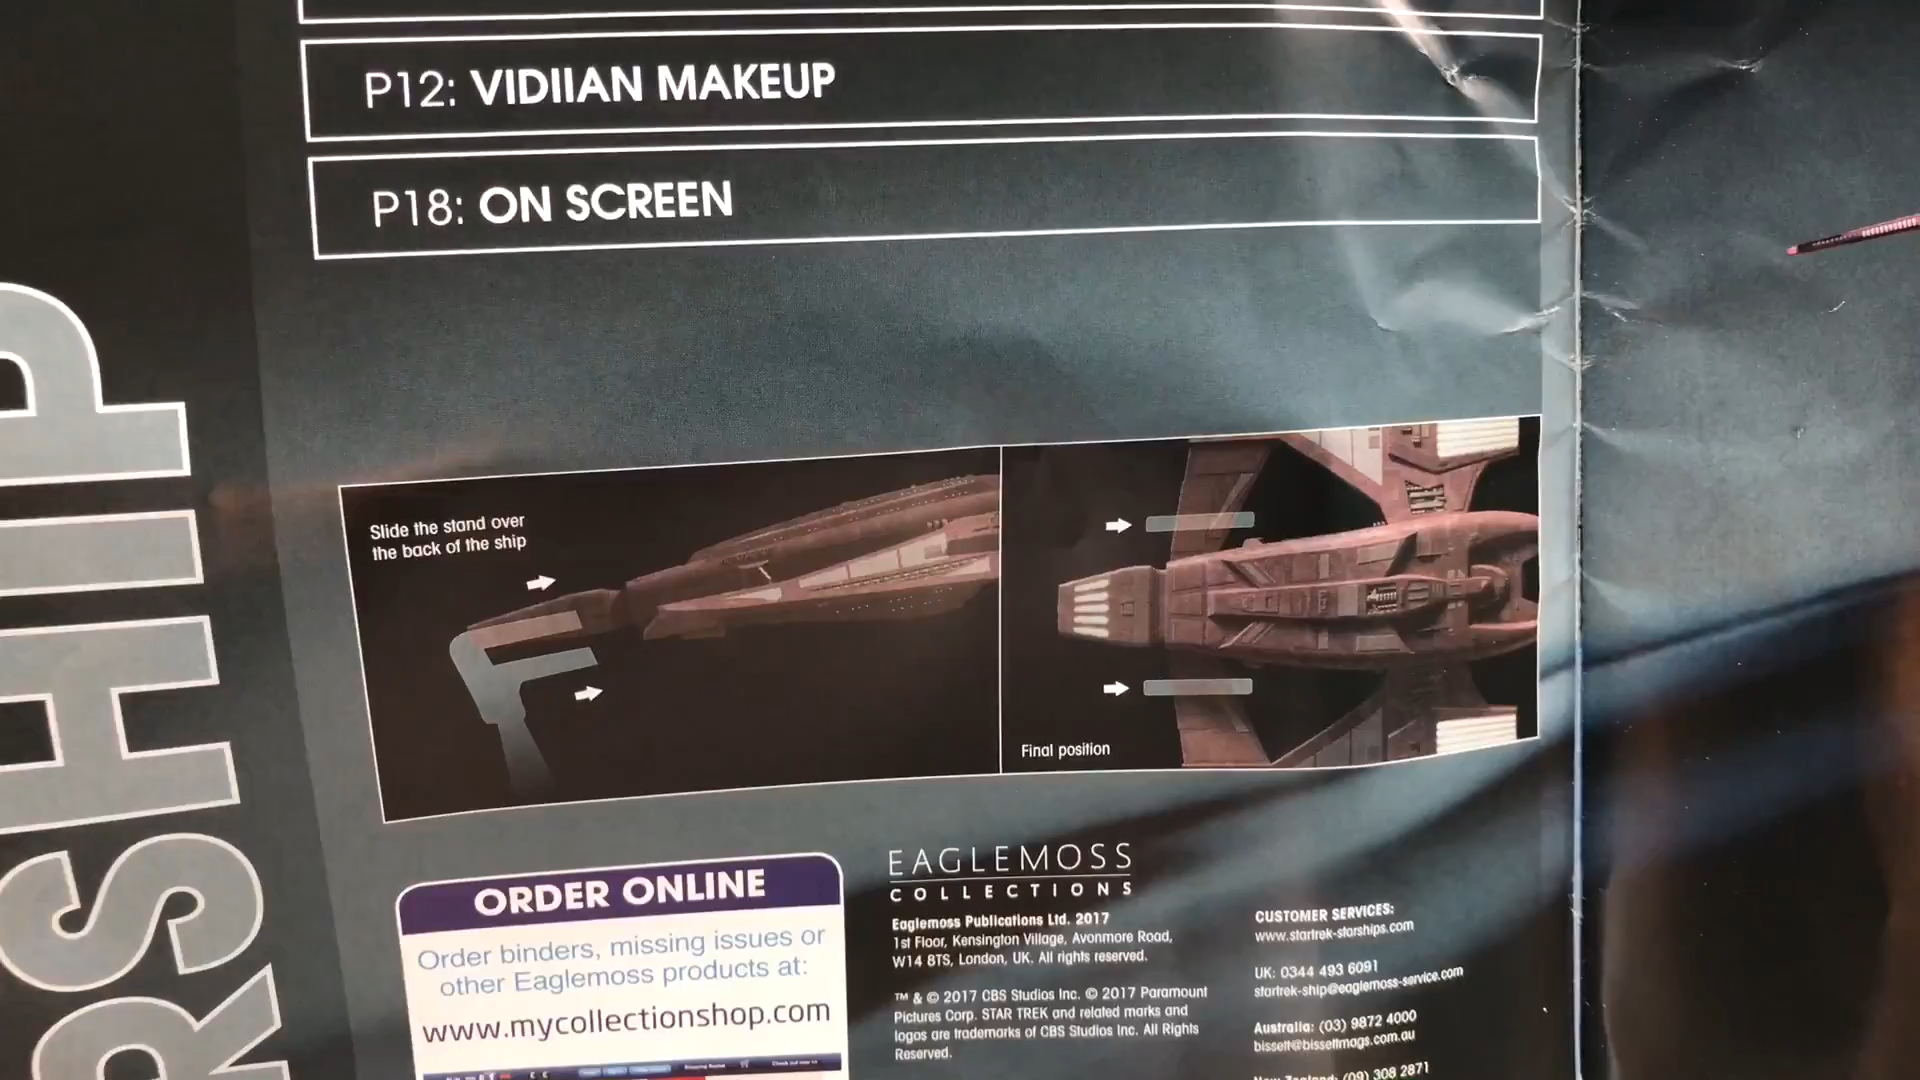 P12: VIDIIAN MAKEUP
P18: ON SCREEN
RSHIP
Slide the stand over
the back of the ship
Final position
ORDER ONLINE
Order binders, missing issues or
other Eaglemoss products at:
www.mycollectionshop.com
EAGLEMOSS
COLLECTIONS
Eaglemoss Publications Ltd. 2017
1st Floor, Kensington Village, Avonmore Road,
W14 8TS, London, UK. All rights reserved.
™ & © 2017 CBS Studios Inc. © 2017 Paramount
Pictures Corp. STAR TREK and related marks and
logos are trademarks of CBS Studios Inc. All Rights
Reserved.
CUSTOMER SERVICES:
www.startrek-starships.com
UK: 0344 493 6091
startrek-ship@eaglemoss-service.com
Australia: (03) 9872 4000
bissett@bissettmags.com.au
New Zealand: (09) 308 2871